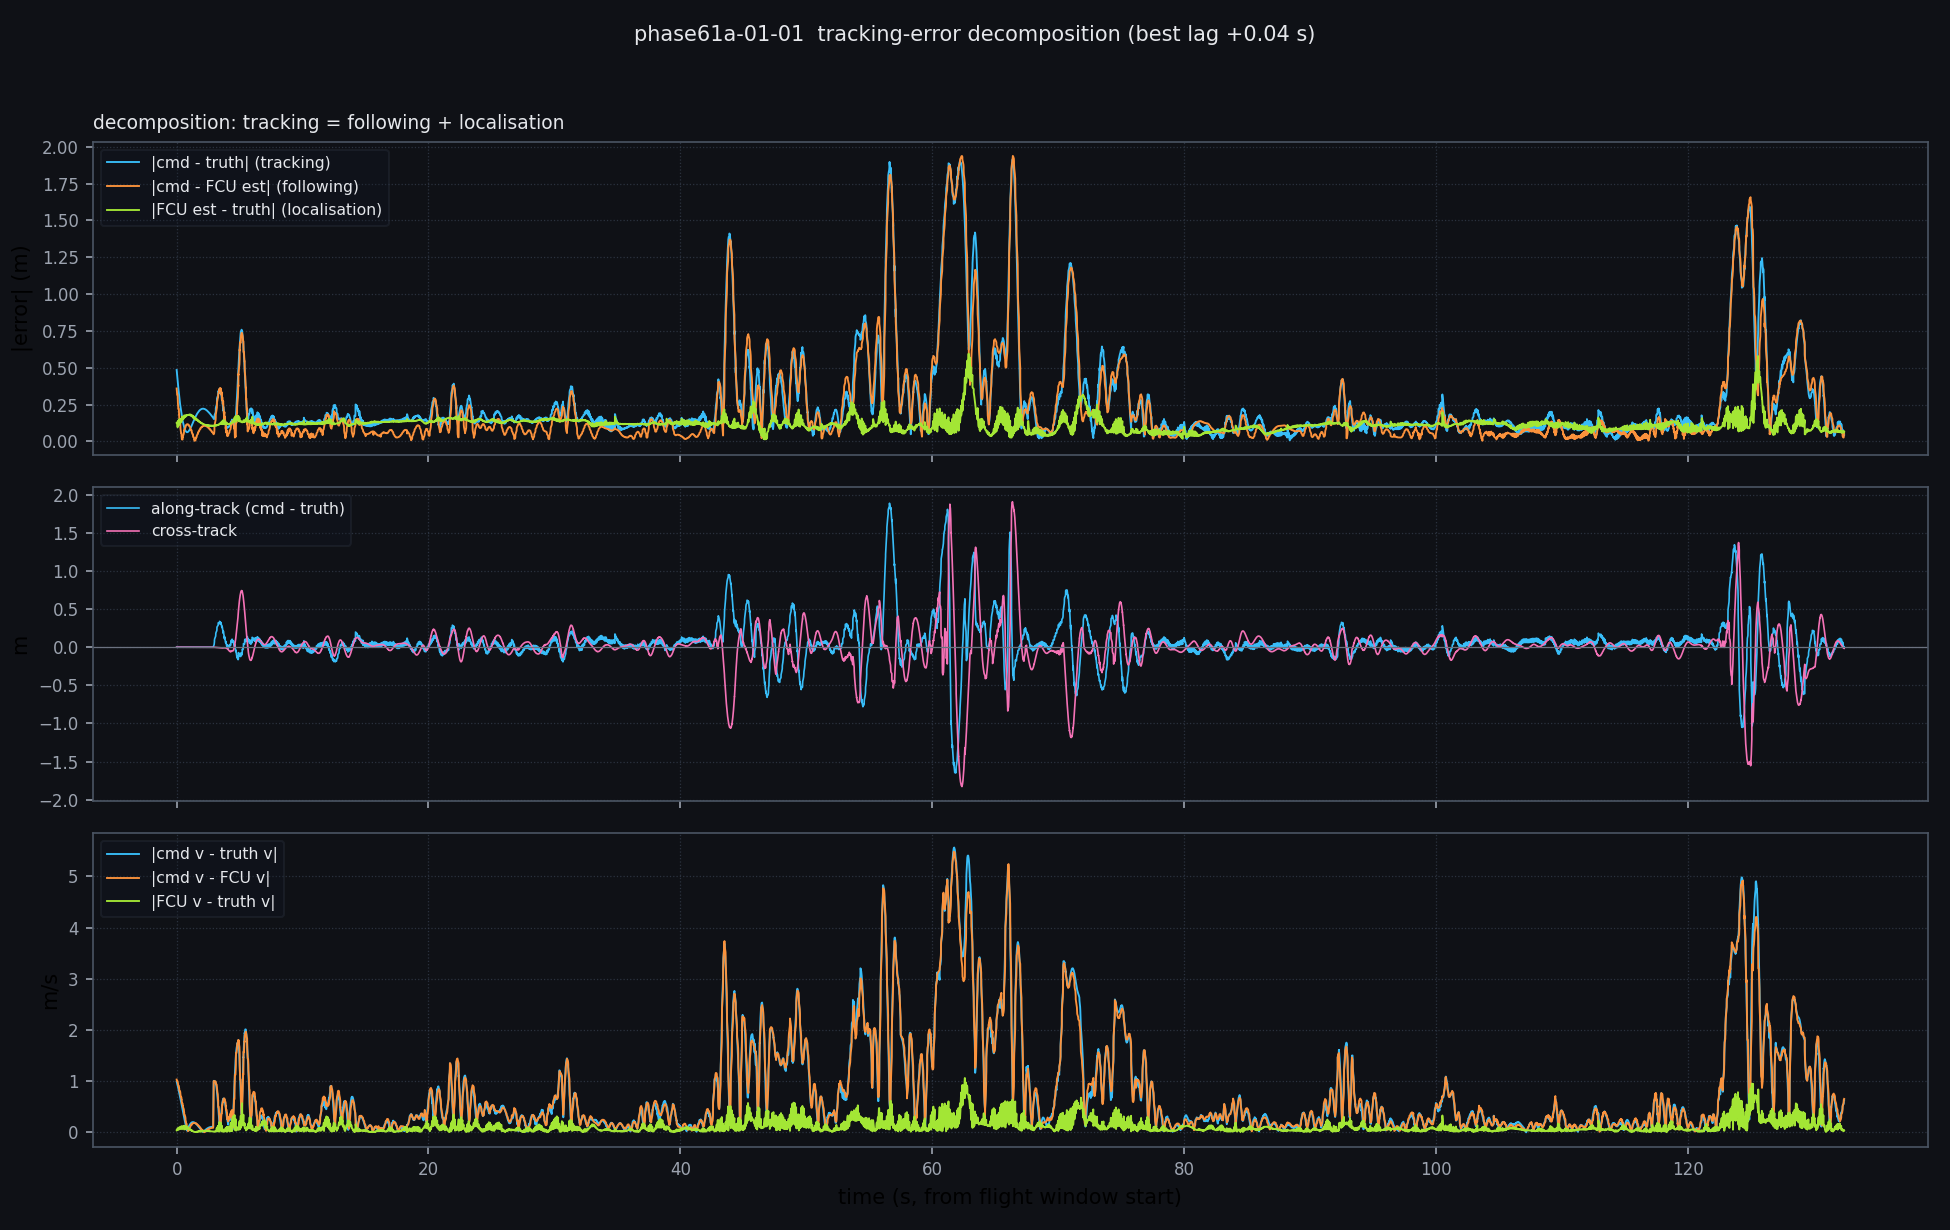 phase61a-01-01  tracking-error decomposition (best lag +0.04 s)
decomposition: tracking = following + localisation
|error| (m)
2.00
1.75
1.50
1.25
1.00
0.75
0.50
0.25
0.00
|cmd - truth| (tracking)
|cmd - FCU est| (following)
|FCU est - truth| (localisation)
m
2.0
1.5
1.0
0.5
0.0
−0.5
−1.0
−1.5
−2.0
along-track (cmd - truth)
cross-track
m/s
5
4
3
2
1
0
|cmd v - truth v|
|cmd v - FCU v|
|FCU v - truth v|
0
20
40
60
80
100
120
time (s, from flight window start)